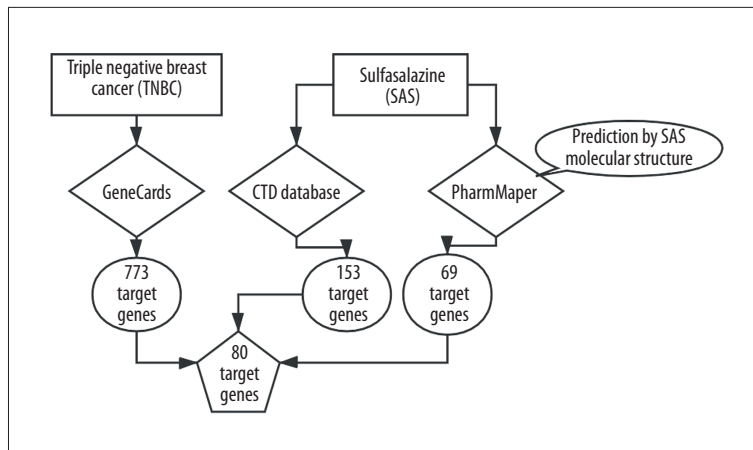 Triple negative breast
cancer (TNBC)
Sulfasalazine
(SAS)
Prediction by SAS
molecular structure
GeneCards
CTD database
PharmMaper
773
target
genes
153
target
genes
69
target
genes
80
target
genes